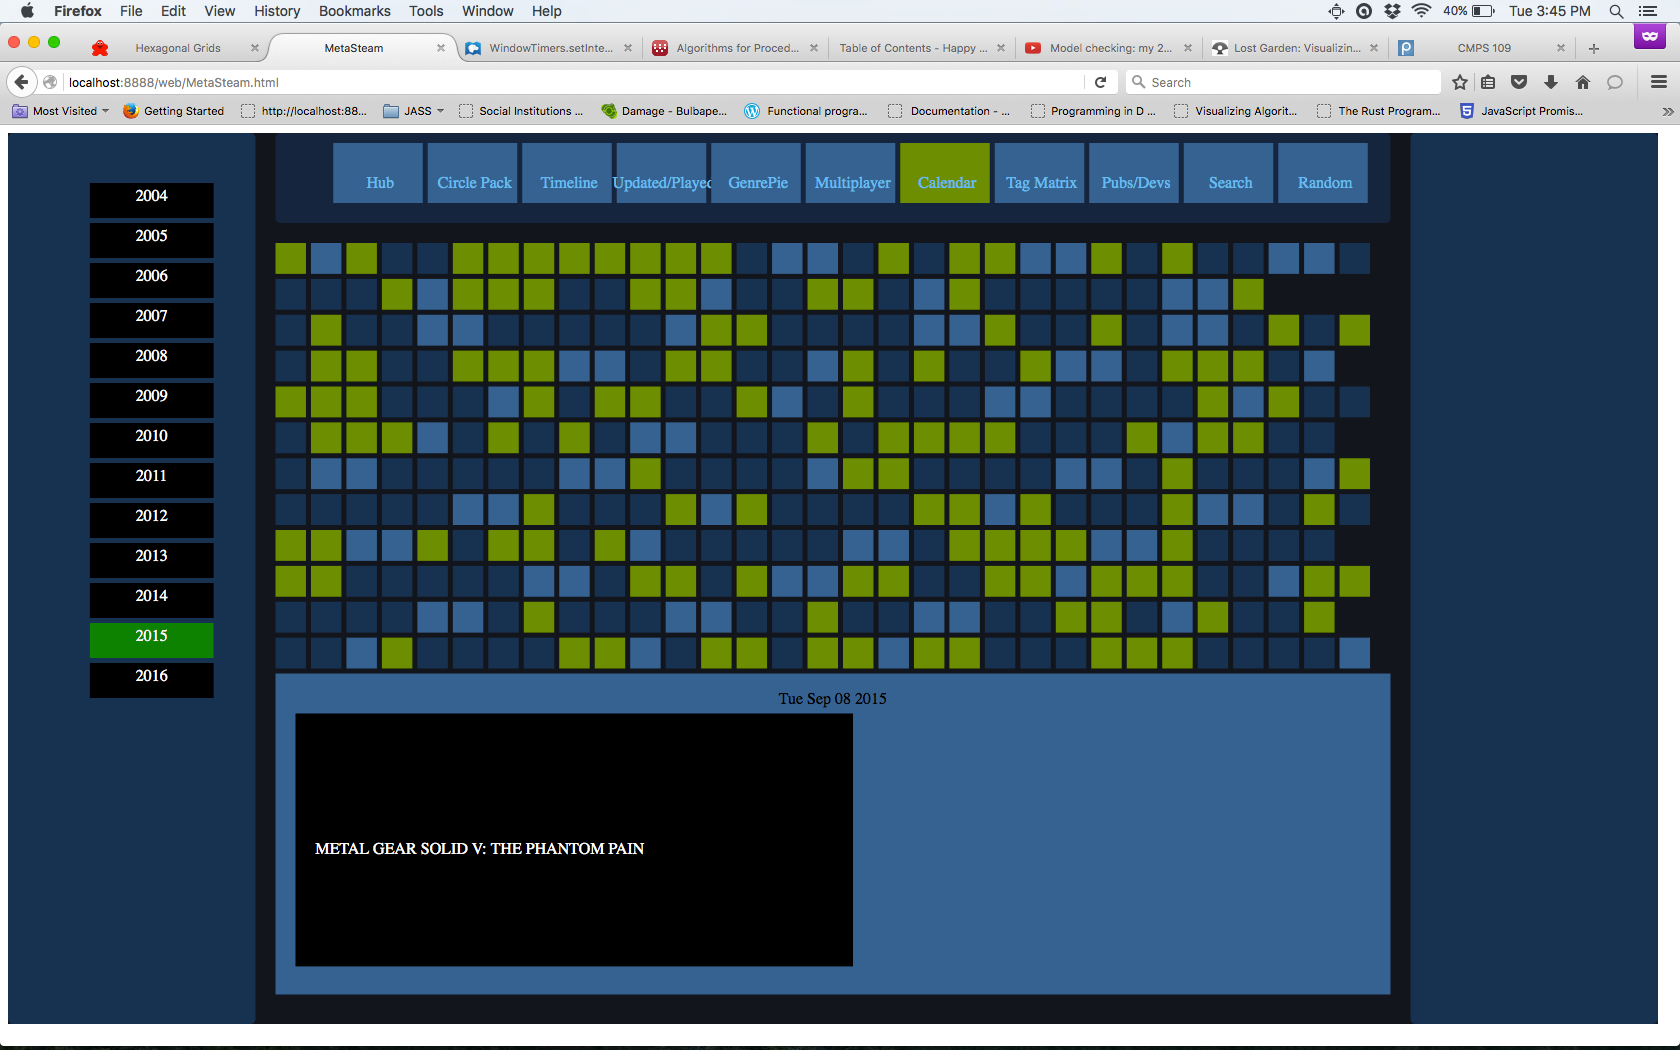 Firefox File Edit View History Bookmarks Tools Window Help 40% Tue 3:45 PM
Hexagonal Grids MetaSteam WindowTimers.setInte... Algorithms for Proced... Table of Contents - Happy ... Model checking: my 2... Lost Garden: Visualizin... CMPS 109
localhost:8888/web/MetaSteam.html Search
Most Visited Getting Started http://localhost:88... JASS Social Institutions ... Damage - Bulbape... Functional progra... Documentation - ... Programming in D ... Visualizing Algorit... The Rust Program... JavaScript Promis...
Hub Circle Pack Timeline Updated/Played GenrePie Multiplayer Calendar Tag Matrix Pubs/Devs Search Random
2004
2005
2006
2007
2008
2009
2010
2011
2012
2013
2014
2015
2016
Tue Sep 08 2015
METAL GEAR SOLID V: THE PHANTOM PAIN